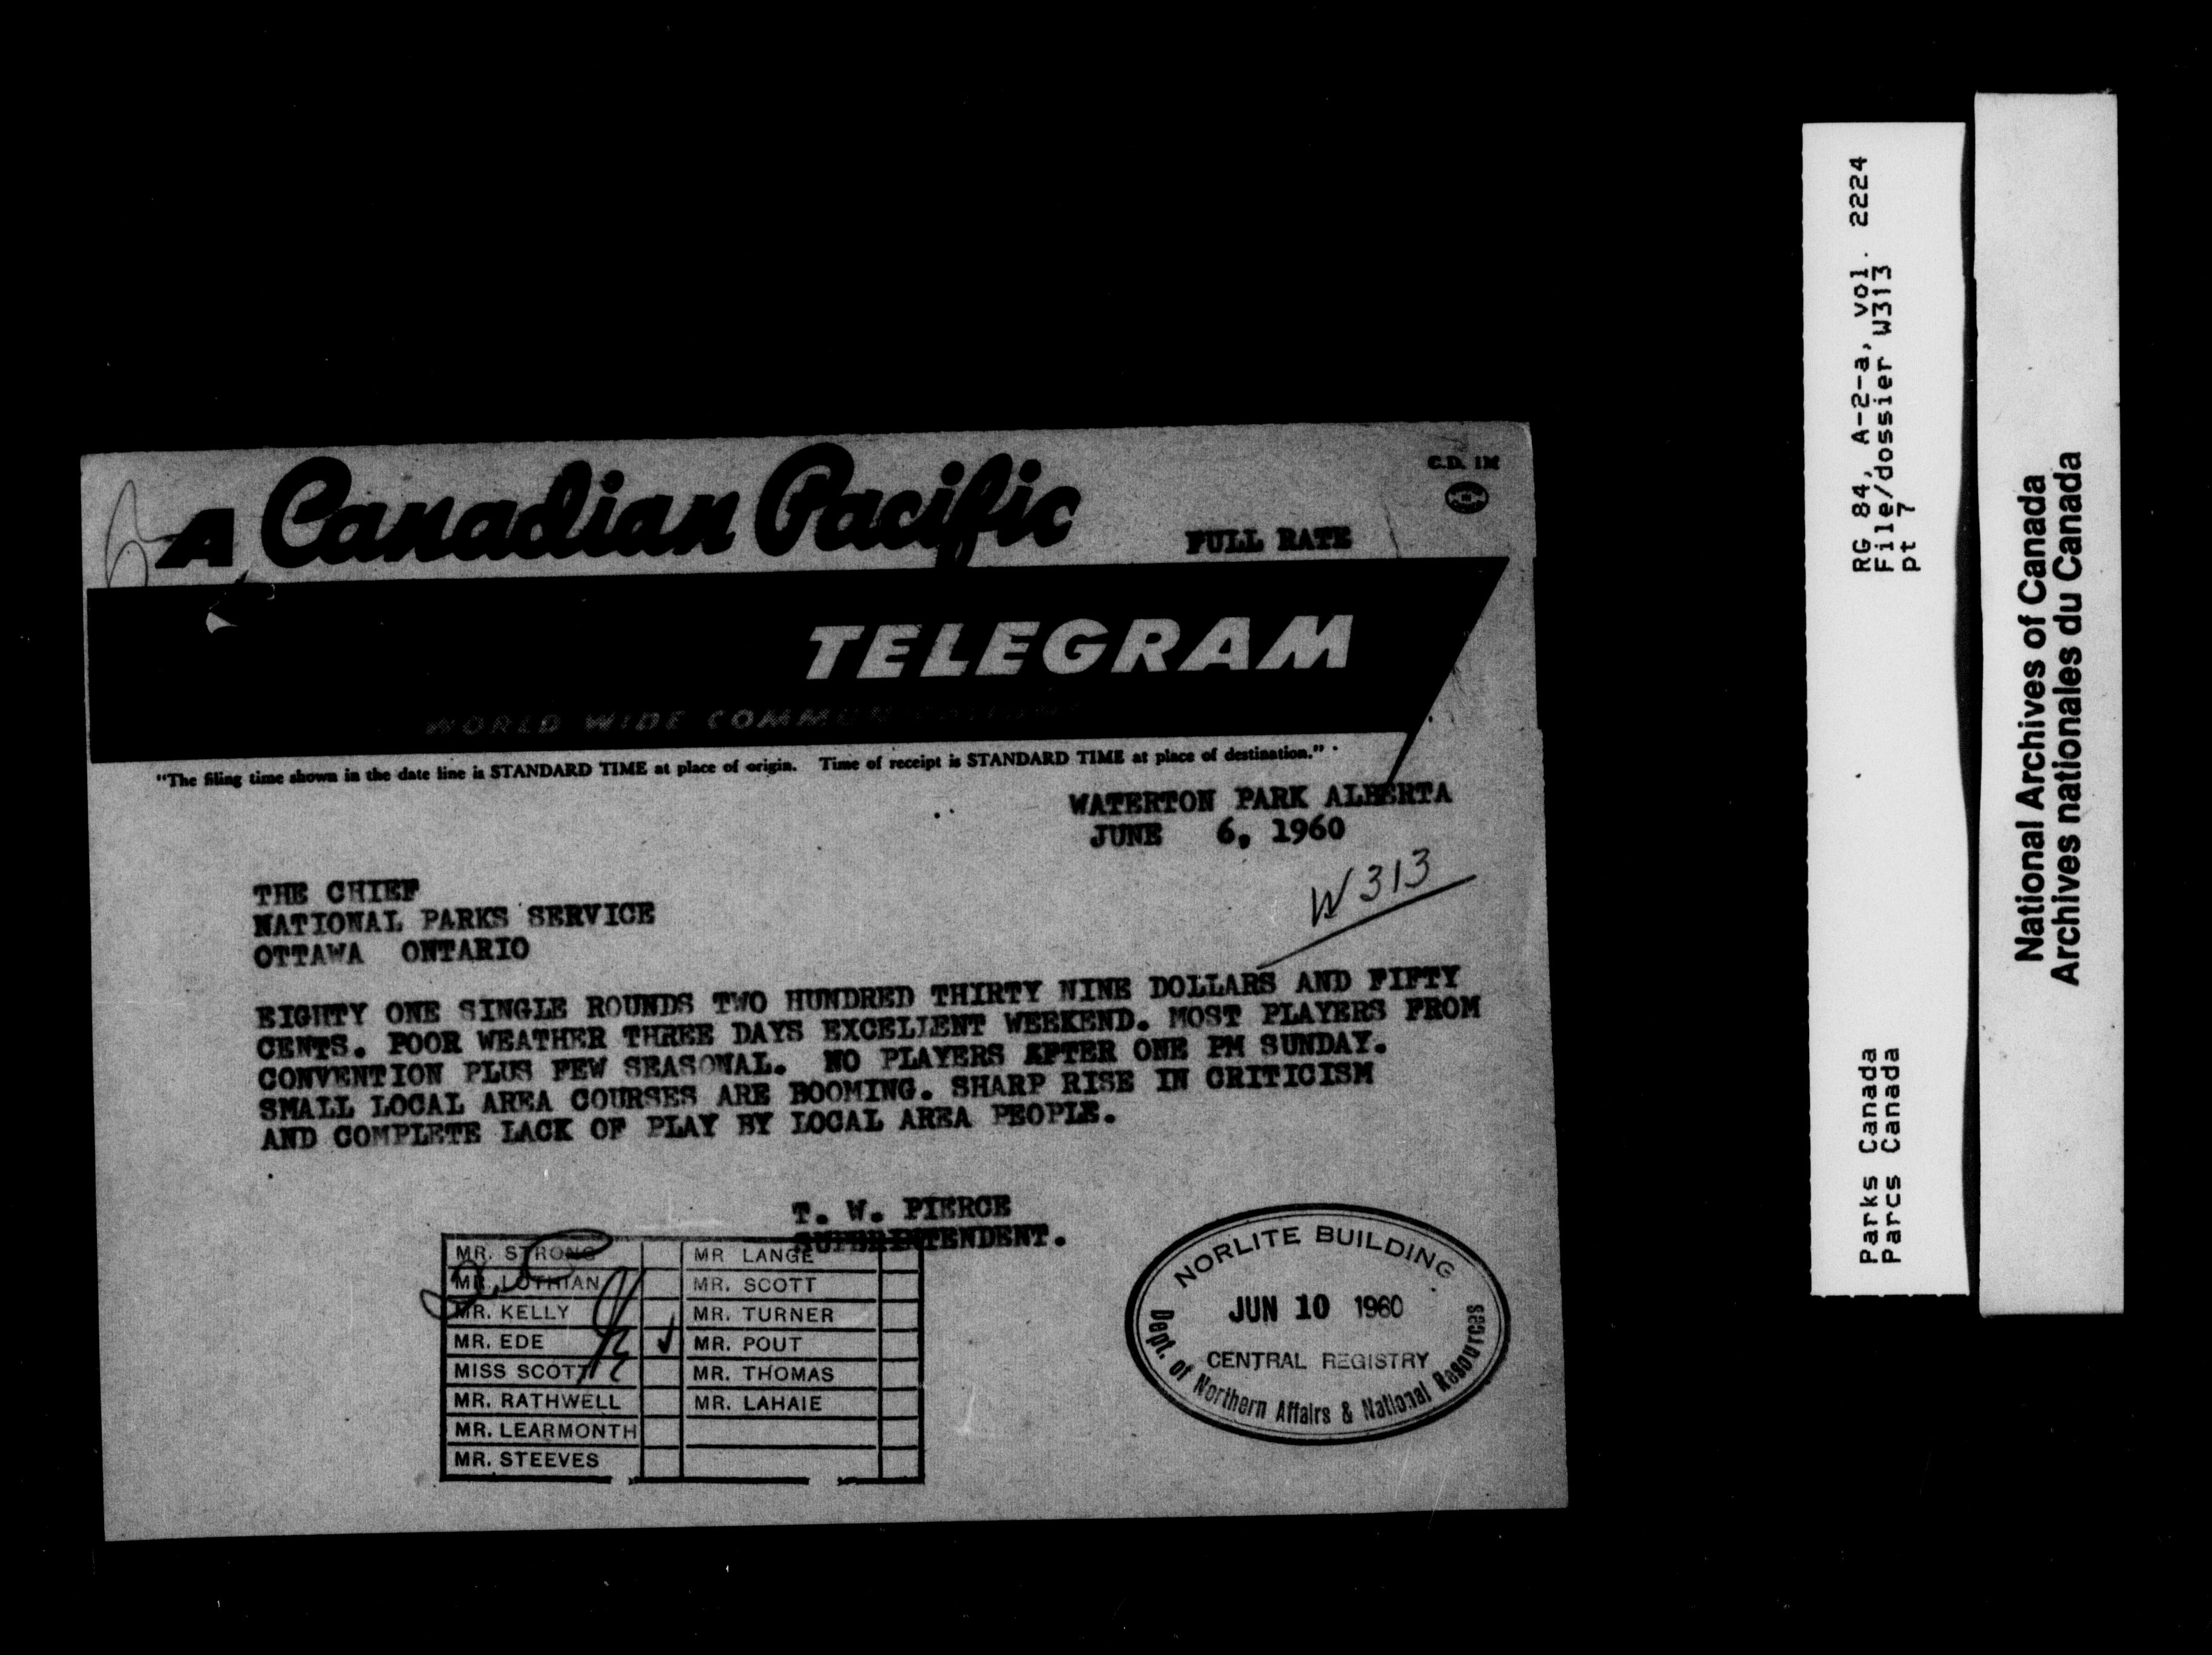 A Canadian Pacific
FULL RATE
C.D. 1M
TELEGRAM
WORLD WIDE COMMUNICATIONS
"The filing time shown in the date line is STANDARD TIME at place of origin. Time of receipt is STANDARD TIME at place of destination."
WATERTON PARK ALBERTA
JUNE 6, 1960
W313
THE CHIEF
NATIONAL PARKS SERVICE
OTTAWA ONTARIO
EIGHTY ONE SINGLE ROUNDS TWO HUNDRED THIRTY NINE DOLLARS AND FIFTY
CENTS. POOR WEATHER THREE DAYS EXCELLENT WEEKEND. MOST PLAYERS FROM
CONVENTION PLUS FEW SEASONAL. NO PLAYERS AFTER ONE PM SUNDAY.
SMALL LOCAL AREA COURSES ARE BOOMING. SHARP RISE IN CRITICISM
AND COMPLETE LACK OF PLAY BY LOCAL AREA PEOPLE.
T. W. PIERCE
SUPERINTENDENT.
MR. STRONG
MR. LOTHIAN
MR. KELLY
MR. EDE
MISS SCOTT
MR. RATHWELL
MR. LEARMONTH
MR. STEEVES
MR LANGE
MR. SCOTT
MR. TURNER
MR. POUT
MR. THOMAS
MR. LAHAIE
NORLITE BUILDING
JUN 10 1960
CENTRAL REGISTRY
Dept. of Northern Affairs & National Resources
RG 84, A-2-a, vol. 2224
File/dossier W313
pt 7
Parks Canada
Parcs Canada
National Archives of Canada
Archives nationales du Canada